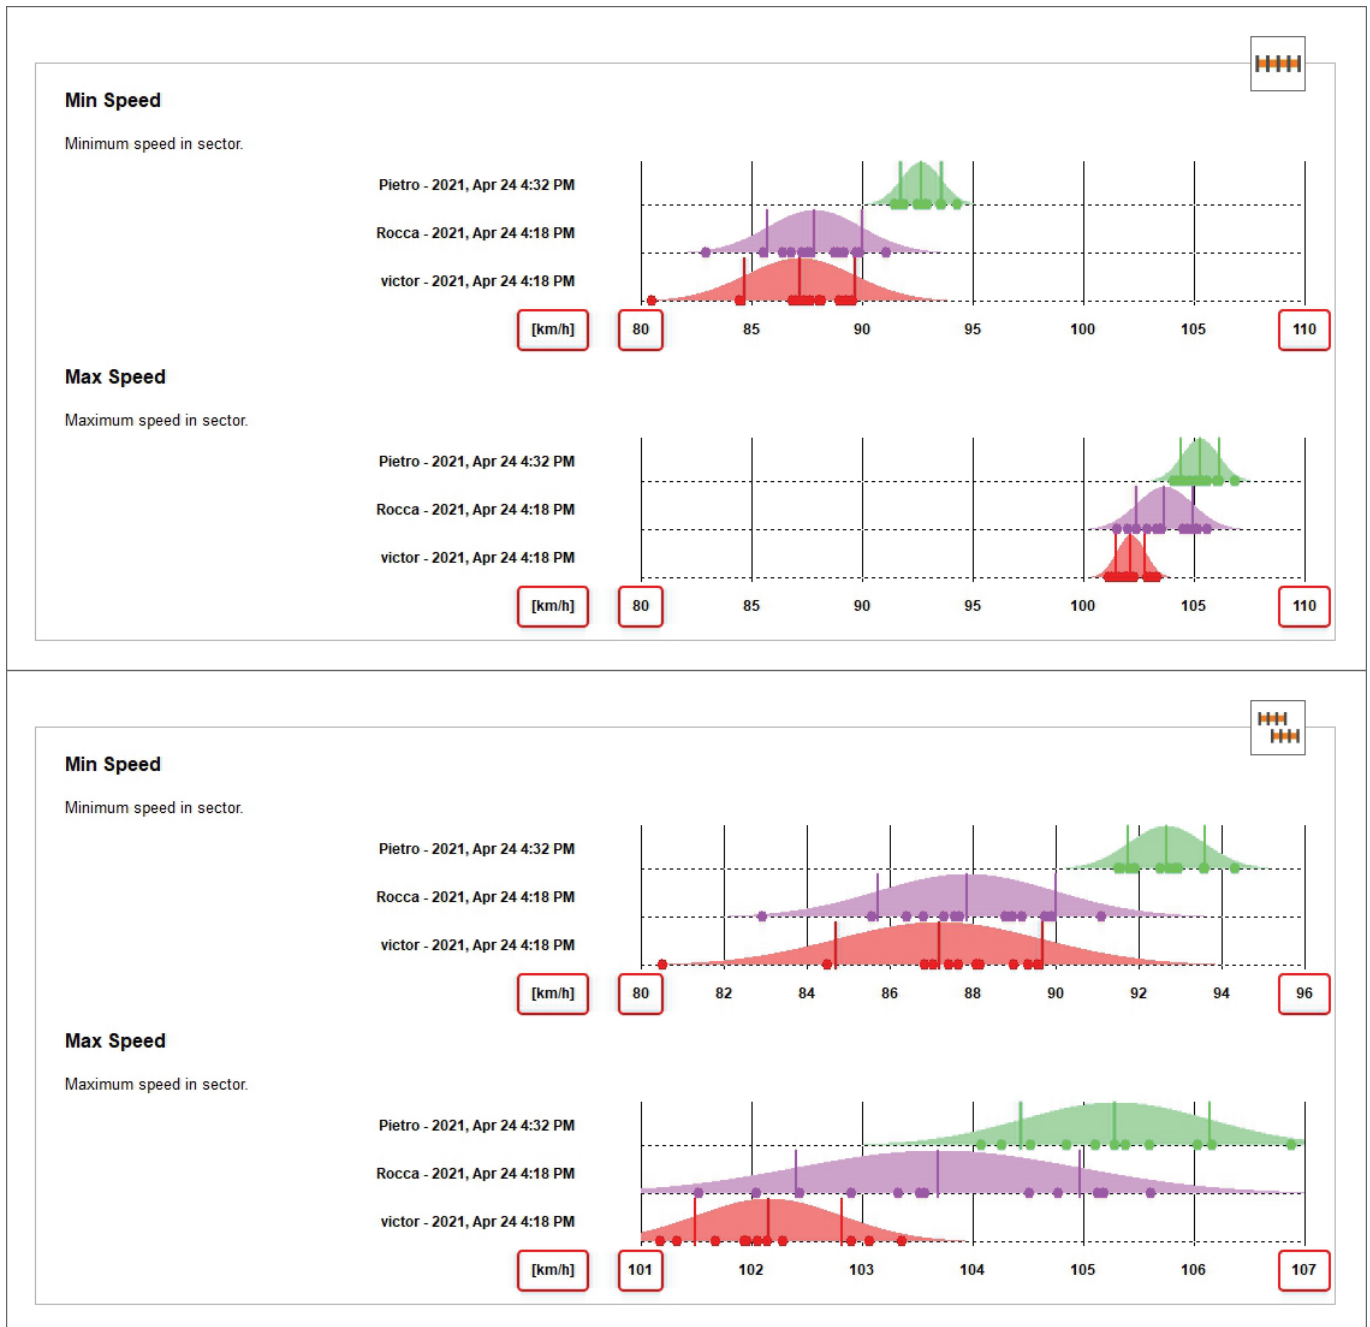 Min Speed
Minimum speed in sector.
Pietro - 2021, Apr 24 4:32 PM
Rocca - 2021, Apr 24 4:18 PM
victor - 2021, Apr 24 4:18 PM
[km/h] 80 85 90 95 100 105 110
Max Speed
Maximum speed in sector.
Pietro - 2021, Apr 24 4:32 PM
Rocca - 2021, Apr 24 4:18 PM
victor - 2021, Apr 24 4:18 PM
[km/h] 80 85 90 95 100 105 110
Min Speed
Minimum speed in sector.
Pietro - 2021, Apr 24 4:32 PM
Rocca - 2021, Apr 24 4:18 PM
victor - 2021, Apr 24 4:18 PM
[km/h] 80 82 84 86 88 90 92 94 96
Max Speed
Maximum speed in sector.
Pietro - 2021, Apr 24 4:32 PM
Rocca - 2021, Apr 24 4:18 PM
victor - 2021, Apr 24 4:18 PM
[km/h] 101 102 103 104 105 106 107